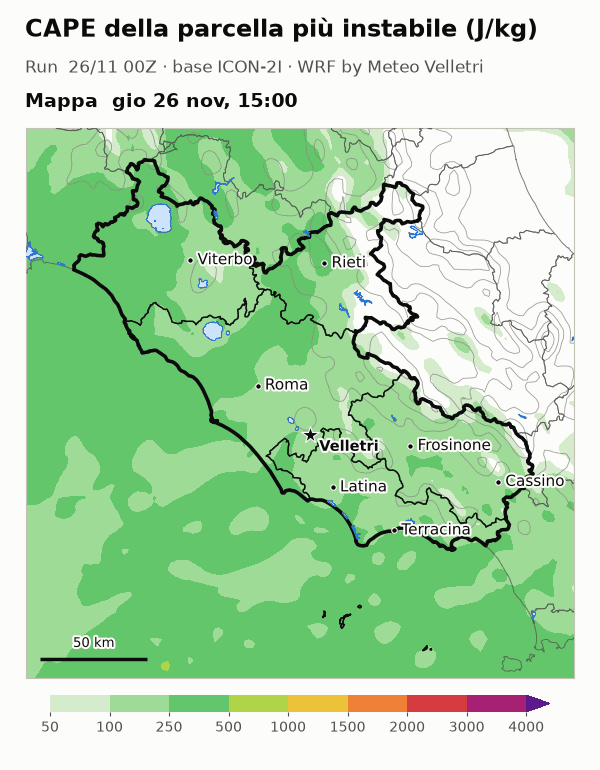 CAPE della parcella più instabile (J/kg)
Run 26/11 00Z · base ICON-2I · WRF by Meteo Velletri
Mappa gio 26 nov, 15:00
Viterbo
Rieti
Roma
Velletri
Frosinone
Latina
Cassino
Terracina
50 km
50 100 250 500 1000 1500 2000 3000 4000